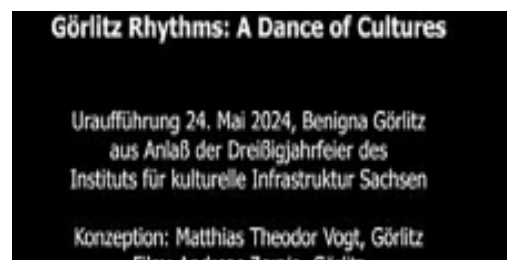 Görlitz Rhythms: A Dance of Cultures
Uraufführung 24. Mai 2024, Benigna Görlitz
aus Anlaß der Dreißigjahrfeier des
Instituts für kulturelle Infrastruktur Sachsen
Konzeption: Matthias Theodor Vogt, Görlitz